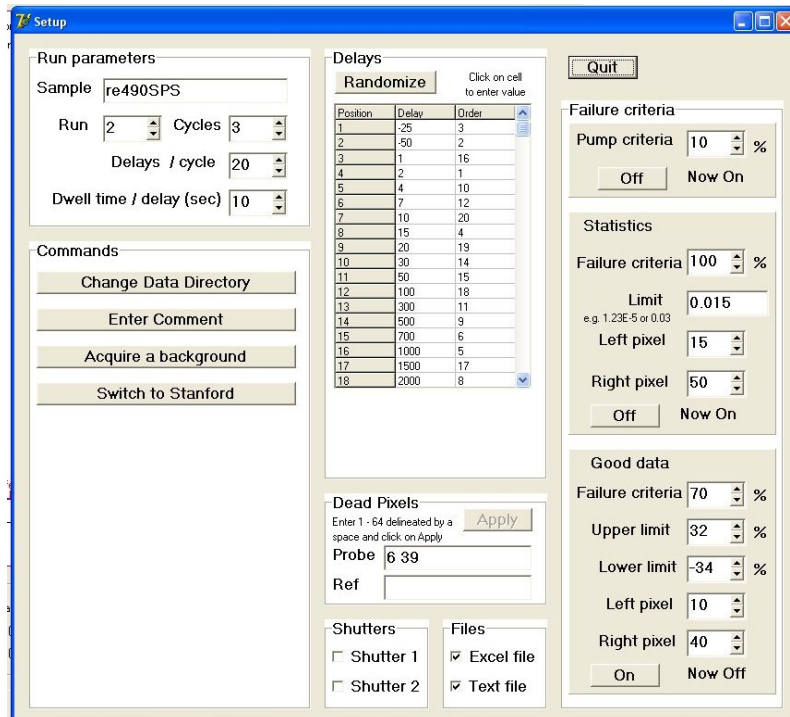 Setup
Run parameters
Sample re490SPS
Run 2 Cycles 3
Delays / cycle 20
Dwell time / delay (sec) 10
Commands
Change Data Directory
Enter Comment
Acquire a background
Switch to Stanford
Delays
Randomize
Click on cell
to enter value
Position Delay Order
1 -25 3
2 -50 2
3 1 16
4 2 1
5 4 10
6 7 12
7 10 20
8 15 4
9 20 19
10 30 14
11 50 15
12 100 18
13 300 11
14 500 9
15 700 6
16 1000 5
17 1500 17
18 2000 8
Dead Pixels
Enter 1 - 64 delineated by a
space and click on Apply
Apply
Probe 6 39
Ref
Shutters
Shutter 1
Shutter 2
Files
Excel file
Text file
Quit
Failure criteria
Pump criteria 10 %
Off Now On
Statistics
Failure criteria 100 %
Limit 0.015
e.g. 1.23E-5 or 0.03
Left pixel 15
Right pixel 50
Off Now On
Good data
Failure criteria 70 %
Upper limit 32 %
Lower limit -34 %
Left pixel 10
Right pixel 40
On Now Off